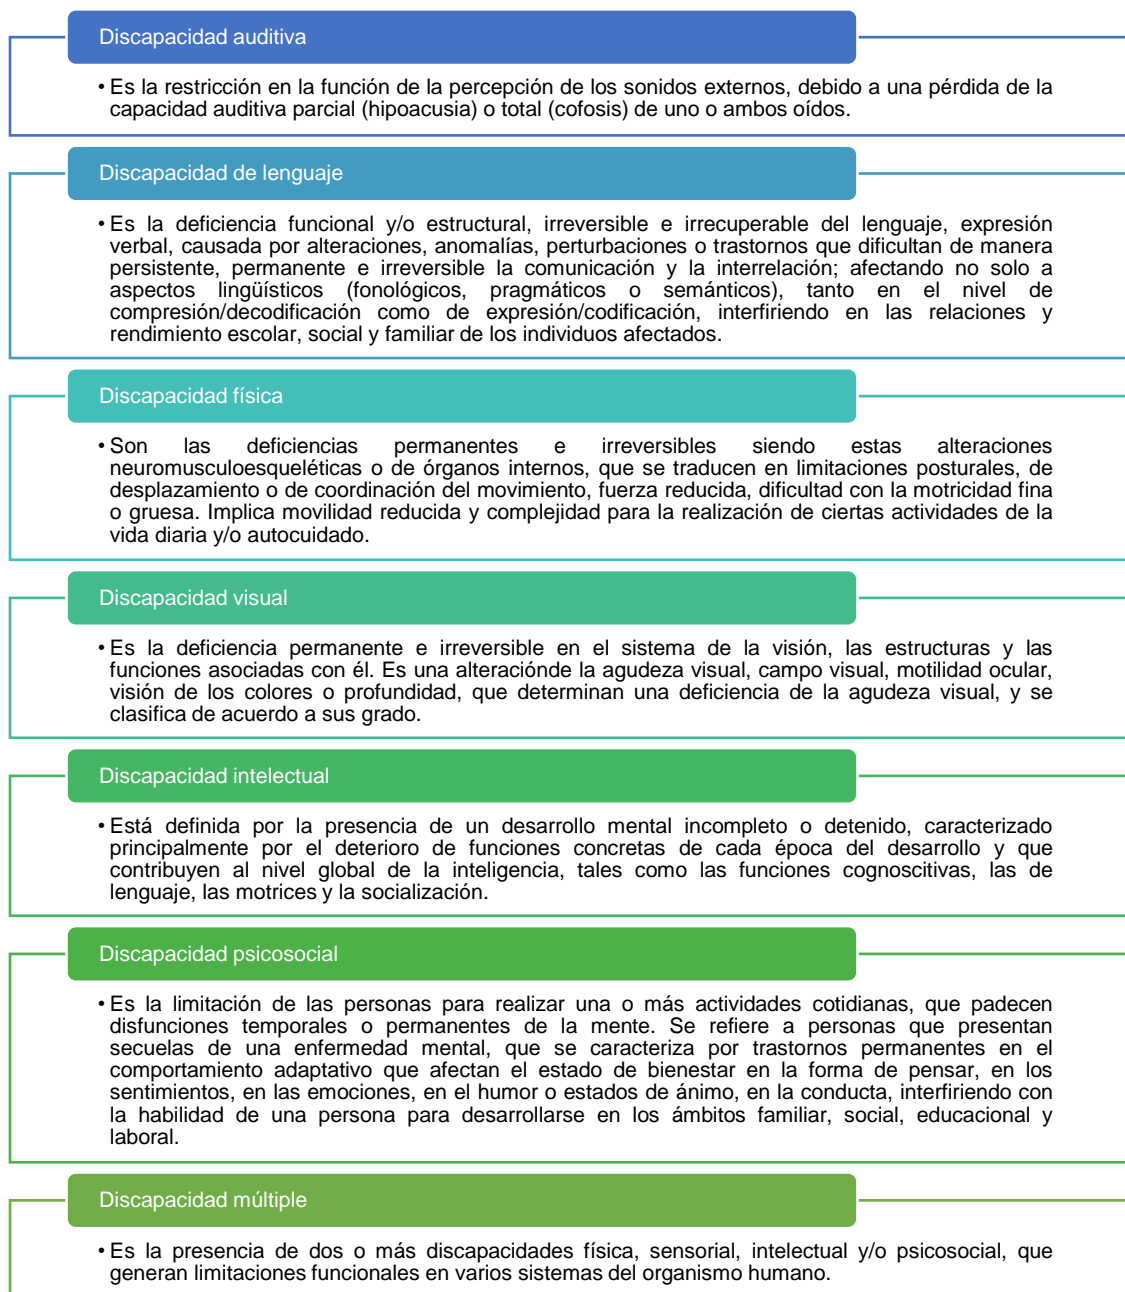 Discapacidad auditiva
• Es la restricción en la función de la percepción de los sonidos externos, debido a una pérdida de la
capacidad auditiva parcial (hipoacusia) o total (cofosis) de uno o ambos oídos.
Discapacidad de lenguaje
• Es la deficiencia funcional y/o estructural, irreversible e irrecuperable del lenguaje, expresión
verbal, causada por alteraciones, anomalías, perturbaciones o trastornos que dificultan de manera
persistente, permanente e irreversible la comunicación y la interrelación; afectando no solo a
aspectos lingüísticos (fonológicos, pragmáticos o semánticos), tanto en el nivel de
compresión/decodificación como de expresión/codificación, interfiriendo en las relaciones y
rendimiento escolar, social y familiar de los individuos afectados.
Discapacidad física
• Son las deficiencias permanentes e irreversibles siendo estas alteraciones
neuromusculoesqueléticas o de órganos internos, que se traducen en limitaciones posturales, de
desplazamiento o de coordinación del movimiento, fuerza reducida, dificultad con la motricidad fina
o gruesa. Implica movilidad reducida y complejidad para la realización de ciertas actividades de la
vida diaria y/o autocuidado.
Discapacidad visual
• Es la deficiencia permanente e irreversible en el sistema de la visión, las estructuras y las
funciones asociadas con él. Es una alteraciónde la agudeza visual, campo visual, motilidad ocular,
visión de los colores o profundidad, que determinan una deficiencia de la agudeza visual, y se
clasifica de acuerdo a sus grado.
Discapacidad intelectual
• Está definida por la presencia de un desarrollo mental incompleto o detenido, caracterizado
principalmente por el deterioro de funciones concretas de cada época del desarrollo y que
contribuyen al nivel global de la inteligencia, tales como las funciones cognoscitivas, las de
lenguaje, las motrices y la socialización.
Discapacidad psicosocial
• Es la limitación de las personas para realizar una o más actividades cotidianas, que padecen
disfunciones temporales o permanentes de la mente. Se refiere a personas que presentan
secuelas de una enfermedad mental, que se caracteriza por trastornos permanentes en el
comportamiento adaptativo que afectan el estado de bienestar en la forma de pensar, en los
sentimientos, en las emociones, en el humor o estados de ánimo, en la conducta, interfiriendo con
la habilidad de una persona para desarrollarse en los ámbitos familiar, social, educacional y
laboral.
Discapacidad múltiple
• Es la presencia de dos o más discapacidades física, sensorial, intelectual y/o psicosocial, que
generan limitaciones funcionales en varios sistemas del organismo humano.